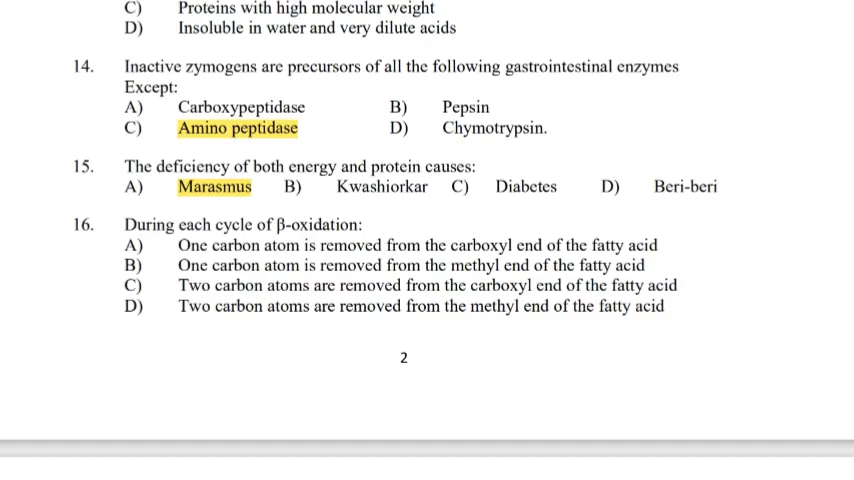 C) Proteins with high molecular weight
D) Insoluble in water and very dilute acids
14. Inactive zymogens are precursors of all the following gastrointestinal enzymes
Except:
A) Carboxypeptidase B) Pepsin
C) Amino peptidase D) Chymotrypsin.
15. The deficiency of both energy and protein causes:
A) Marasmus B) Kwashiorkar C) Diabetes D) Beri-beri
16. During each cycle of β-oxidation:
A) One carbon atom is removed from the carboxyl end of the fatty acid
B) One carbon atom is removed from the methyl end of the fatty acid
C) Two carbon atoms are removed from the carboxyl end of the fatty acid
D) Two carbon atoms are removed from the methyl end of the fatty acid
2